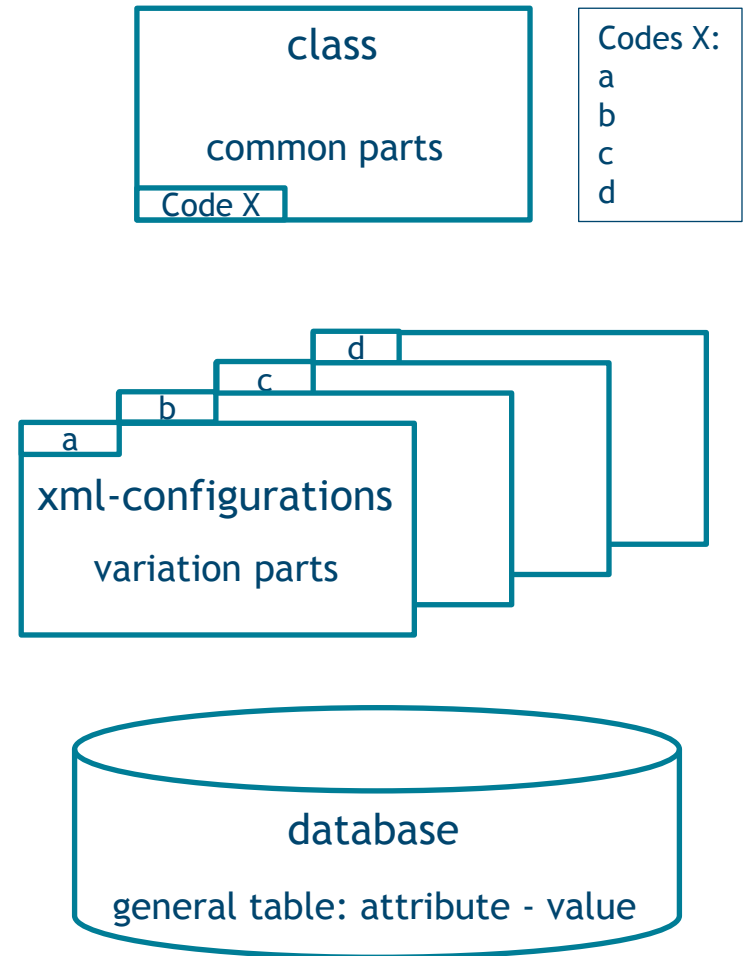 class
common parts
Code X
Codes X:
a
b
c
d
d
c
b
a
xml-configurations
variation parts
database
general table: attribute - value